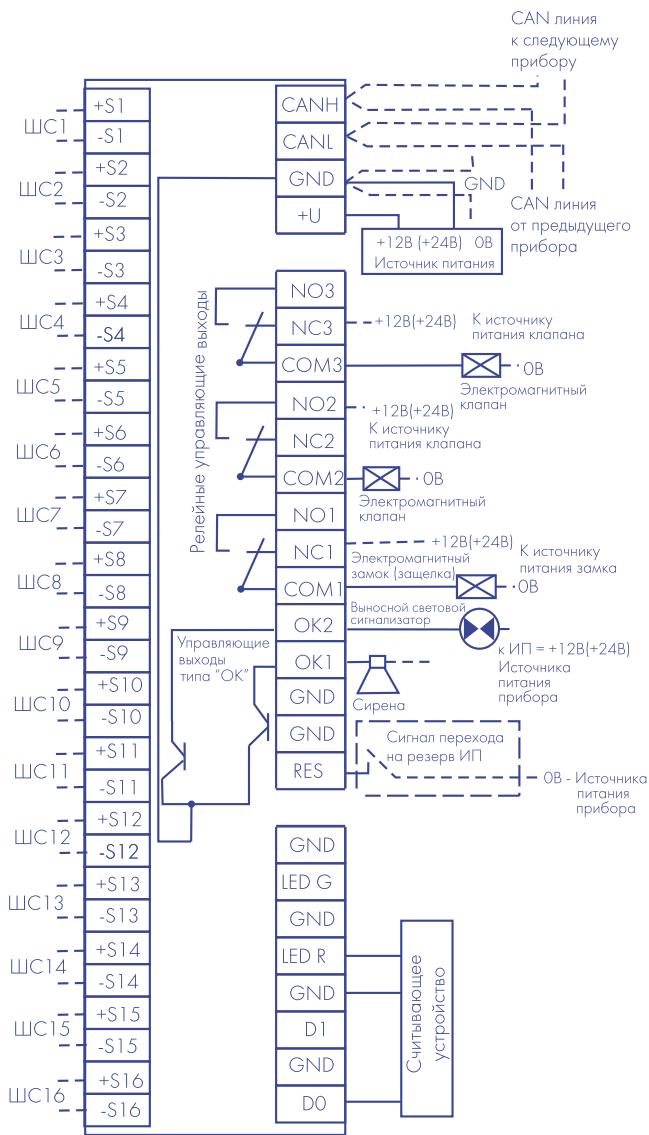 CAN линия
к следующему
прибору
CANH
CANL
GND
+U
GND
CAN линия
от предыдущего
прибора
+12В (+24В) 0В
Источник питания
ШС1
+S1
-S1
ШС2
+S2
-S2
ШС3
+S3
-S3
ШС4
+S4
-S4
ШС5
+S5
-S5
ШС6
+S6
-S6
ШС7
+S7
-S7
ШС8
+S8
-S8
ШС9
+S9
-S9
ШС10
+S10
-S10
ШС11
+S11
-S11
ШС12
+S12
-S12
ШС13
+S13
-S13
ШС14
+S14
-S14
ШС15
+S15
-S15
ШС16
+S16
-S16
Релейные управляющие выходы
NO3
NC3
COM3
NO2
NC2
COM2
NO1
NC1
COM1
OK2
OK1
GND
GND
RES
+12В(+24В)
К источнику
питания клапана
0В
Электромагнитный
клапан
+12В(+24В)
К источнику
питания клапана
0В
Электромагнитный
клапан
+12В(+24В)
К источнику
питания замка
Электромагнитный
замок (защелка)
0В
Выносной световой
сигнализатор
к ИП = +12В(+24В)
Источника
питания
прибора
Управляющие
выходы
типа "ОК"
Сирена
Сигнал перехода
на резерв ИП
0В - Источника
питания
прибора
GND
LED G
GND
LED R
GND
D1
GND
D0
Считывающее
устройство